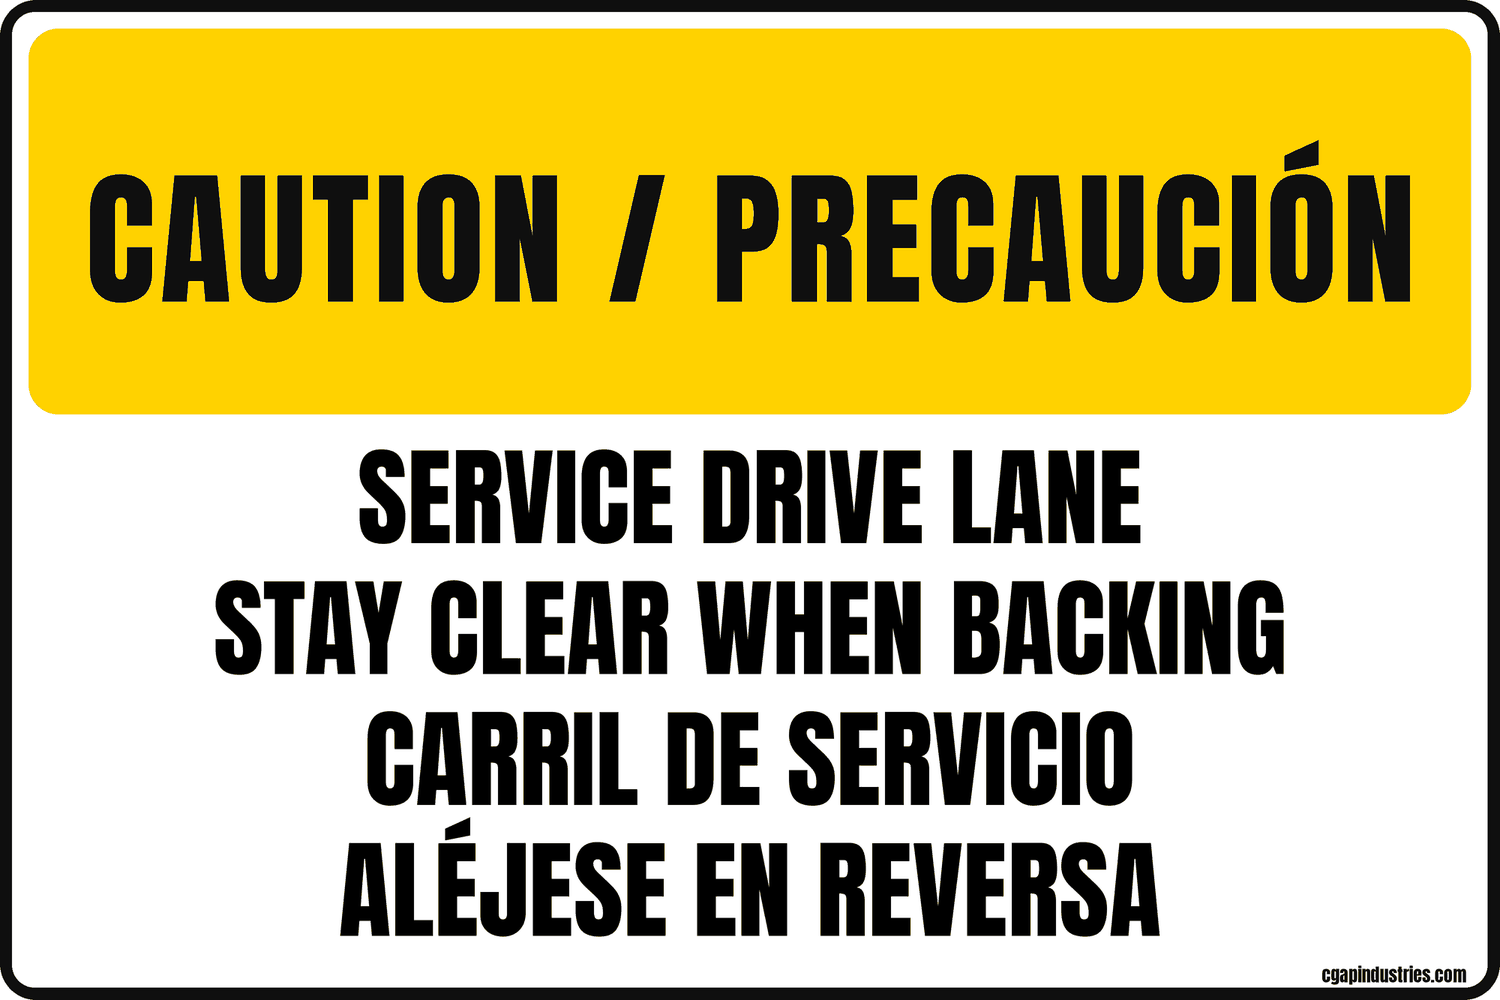 CAUTION / PRECAUCIÓN
SERVICE DRIVE LANE
STAY CLEAR WHEN BACKING
CARRIL DE SERVICIO
ALÉJESE EN REVERSA
cgapindustries.com